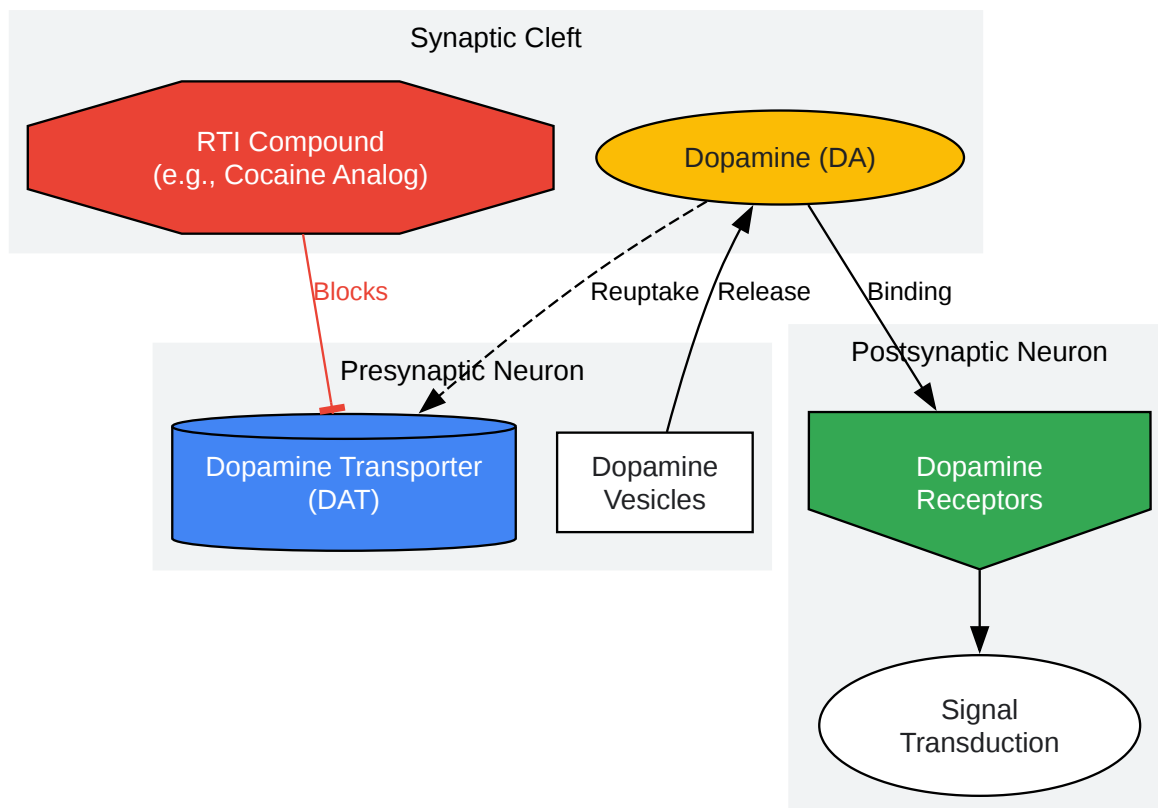 Synaptic Cleft
RTI Compound
(e.g., Cocaine Analog)
Dopamine (DA)
Blocks
Reuptake
Release
Binding
Presynaptic Neuron
Postsynaptic Neuron
Dopamine Transporter
(DAT)
Dopamine
Vesicles
Dopamine
Receptors
Signal
Transduction